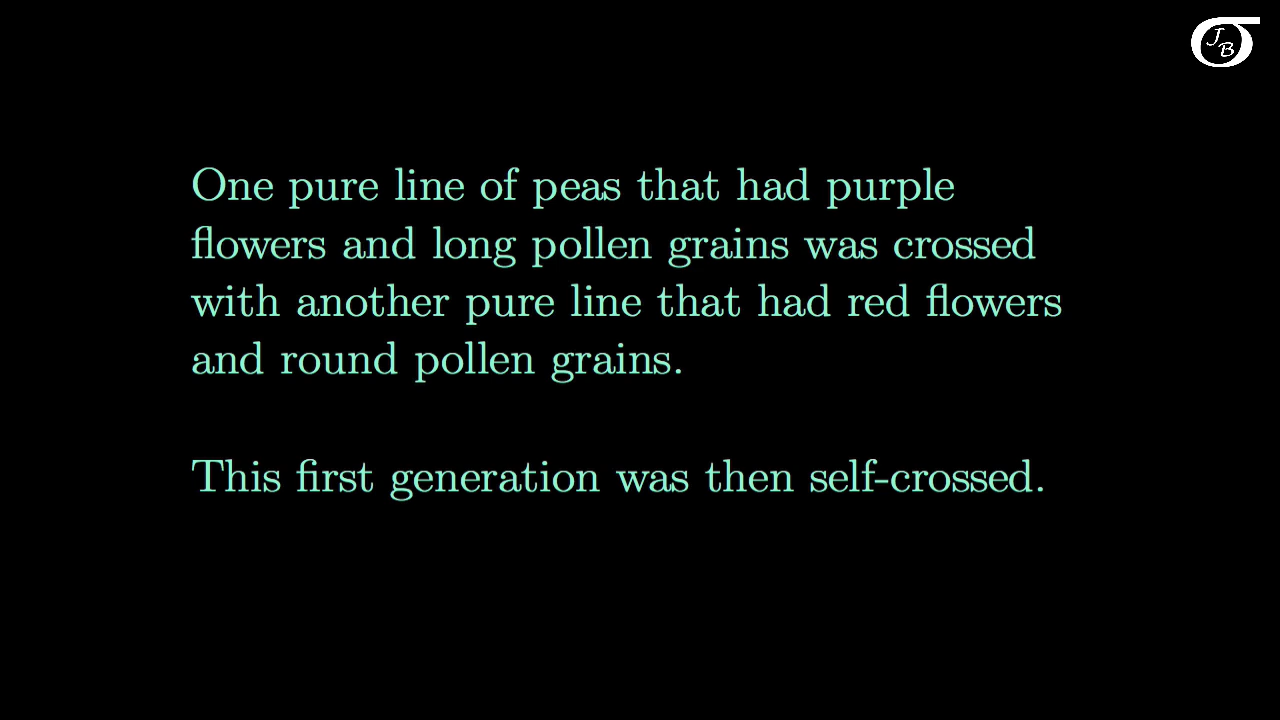 J B
One pure line of peas that had purple
flowers and long pollen grains was crossed
with another pure line that had red flowers
and round pollen grains.
This first generation was then self-crossed.